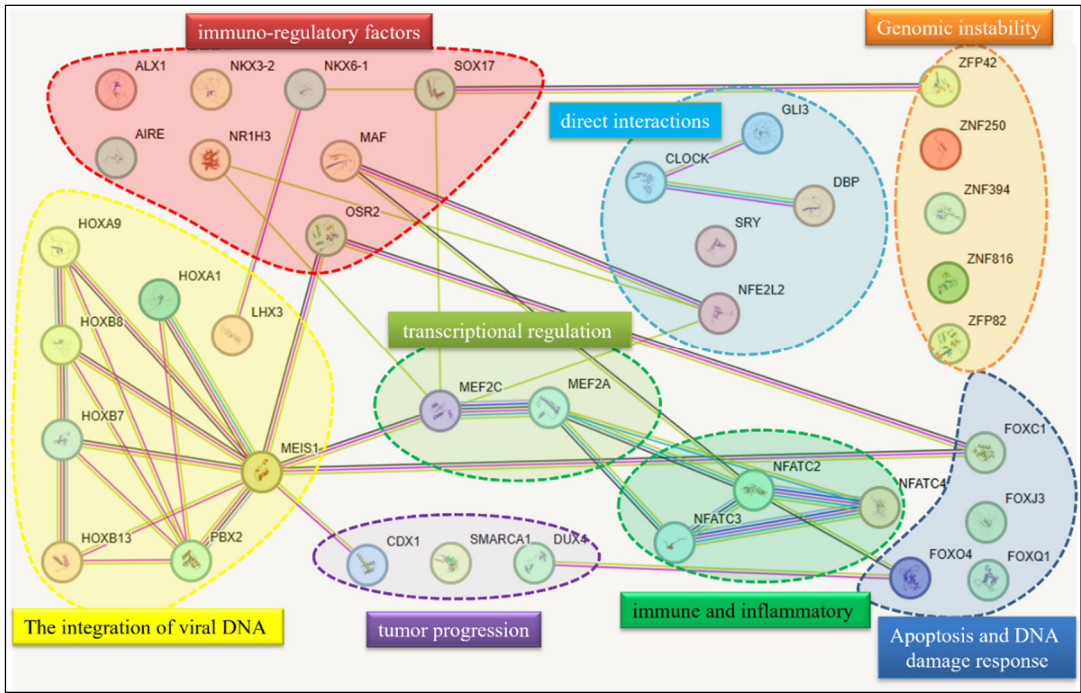 immuno-regulatory factors
Genomic instability
ALX1
NKX3-2
NKX6-1
SOX17
ZFP42
direct interactions
GLI3
AIRE
NR1H3
MAF
CLOCK
ZNF250
DBP
ZNF394
OSR2
SRY
HOXA9
HOXA1
LHX3
NFE2L2
ZNF816
HOXB8
transcriptional regulation
ZFP82
MEF2C
MEF2A
HOXB7
MEIS1
FOXC1
NFATC2
NFATC4
NFATC3
FOXJ3
HOXB13
PBX2
CDX1
SMARCA1
DUX4
FOXO4
FOXQ1
The integration of viral DNA
tumor progression
immune and inflammatory
Apoptosis and DNA
damage response